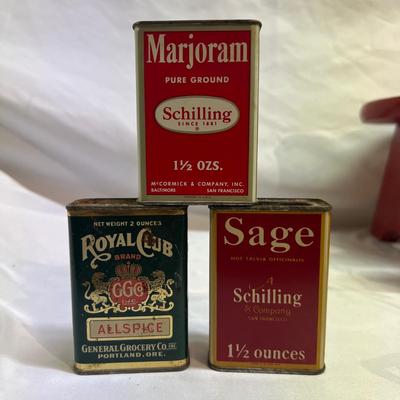 Marjoram
PURE GROUND
Schilling
SINCE 1881
®
1½ OZS.
McCORMICK & COMPANY, INC.
BALTIMORE SAN FRANCISCO
NET WEIGHT 2 OUNCES
ROYAL CLUB
BRAND
GGCo
ALLSPICE
GENERAL GROCERY CO. INC
PORTLAND, ORE.
Sage
A
Schilling
& Company
SAN FRANCISCO
1½ ounces